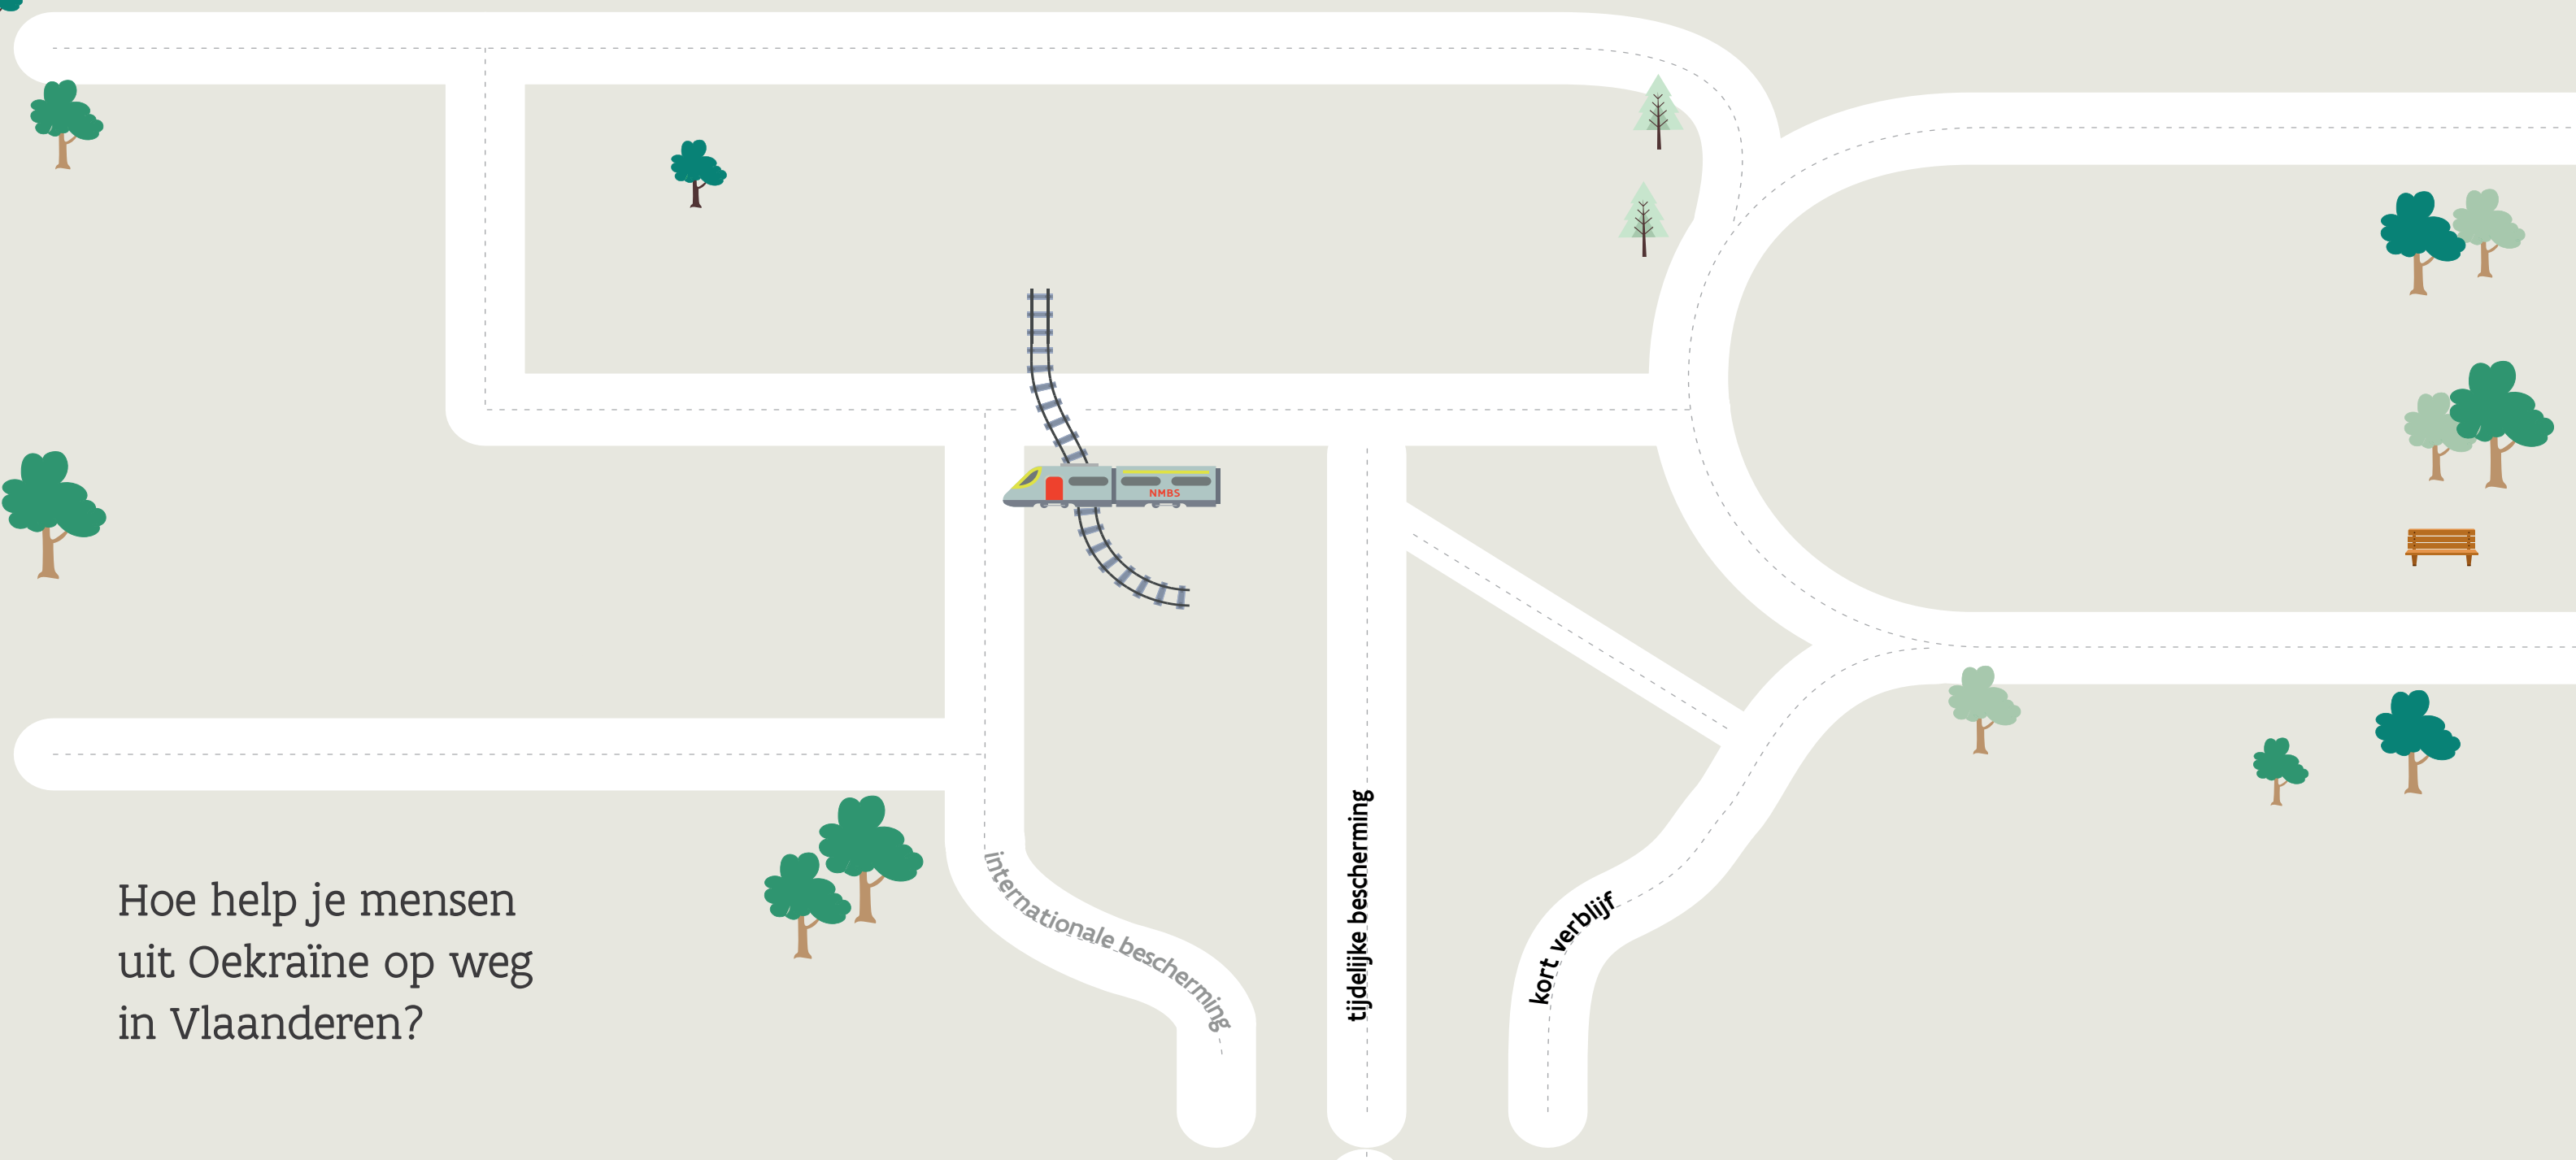 NMBS
internationale bescherming
tijdelijke bescherming
kort verblijf
Hoe help je mensen
uit Oekraïne op weg
in Vlaanderen?